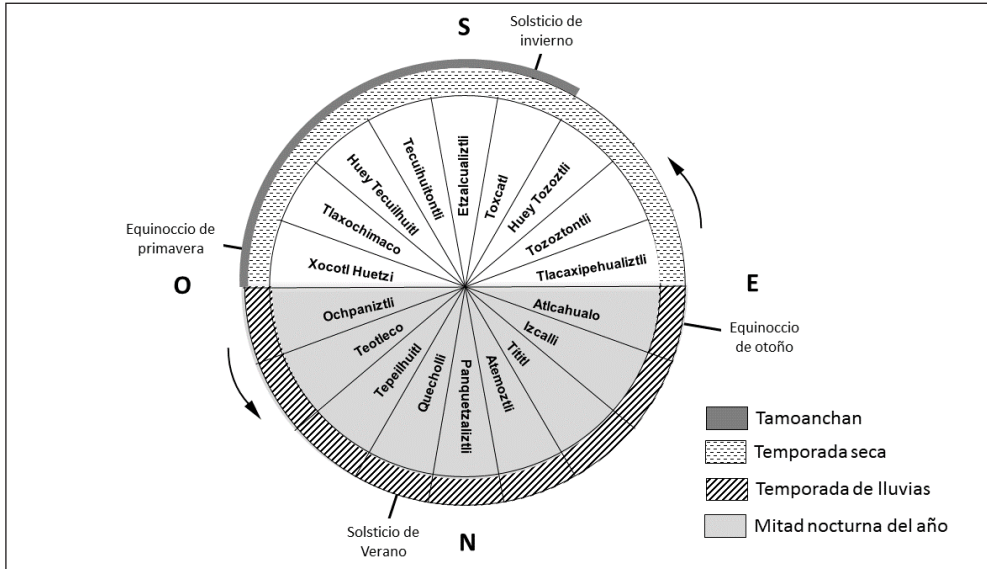 S
Solsticio de
invierno
Equinoccio de
primavera
O
E
Equinoccio
de otoño
Solsticio de
Verano
N
Etzalcualiztli
Toxcatl
Huey Tozoztli
Tozoztontli
Tlacaxipehualiztli
Atlcahualo
Izcalli
Tititl
Atemoztli
Panquetzaliztli
Quecholli
Tepeilhuitl
Teotleco
Ochpaniztli
Xocotl Huetzi
Tlaxochimaco
Huey Tecuilhuitl
Tecuihuitontli
Tamoanchan
Temporada seca
Temporada de lluvias
Mitad nocturna del año